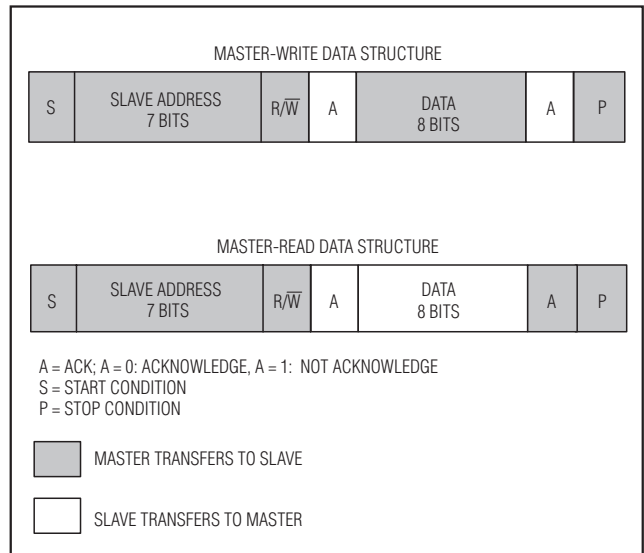 MASTER-WRITE DATA STRUCTURE
S SLAVE ADDRESS 7 BITS R/W̅ A DATA 8 BITS A P
MASTER-READ DATA STRUCTURE
S SLAVE ADDRESS 7 BITS R/W̅ A DATA 8 BITS A P
A = ACK; A = 0: ACKNOWLEDGE, A = 1: NOT ACKNOWLEDGE
S = START CONDITION
P = STOP CONDITION
MASTER TRANSFERS TO SLAVE
SLAVE TRANSFERS TO MASTER